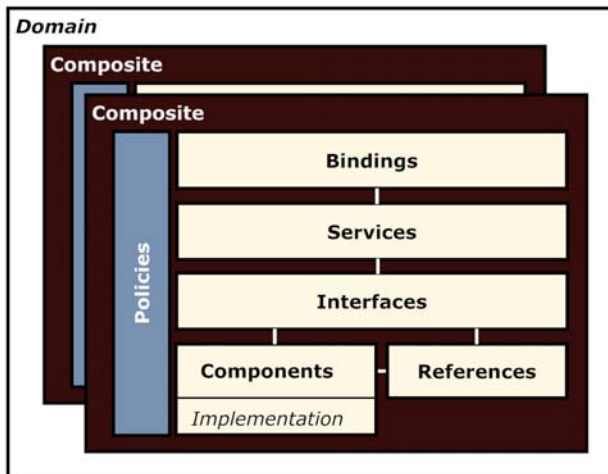 Domain
Composite
Composite
Bindings
Services
Policies
Interfaces
Components
References
Implementation